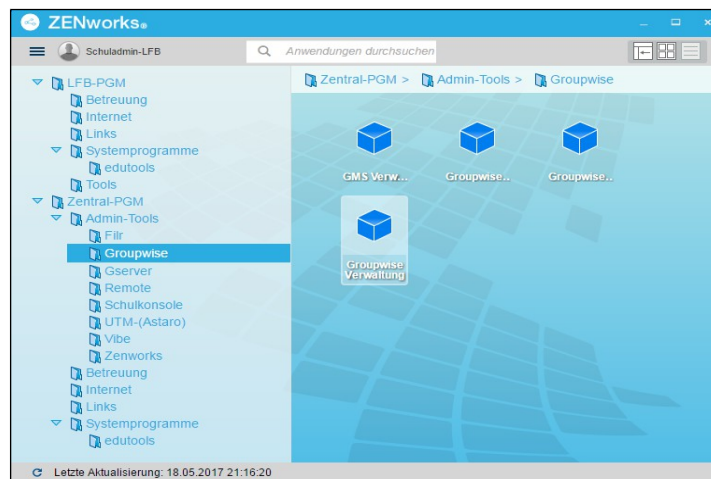 ZENworks®
Schuladmin-LFB
Anwendungen durchsuchen
LFB-PGM
Betreuung
Internet
Links
Systemprogramme
edutools
Tools
Zentral-PGM
Admin-Tools
Filr
Groupwise
Gserver
Remote
Schulkonsole
UTM-(Astaro)
Vibe
Zenworks
Betreuung
Internet
Links
Systemprogramme
edutools
Zentral-PGM > Admin-Tools > Groupwise
GMS Verw... Groupwise.. Groupwise..
Groupwise
Verwaltung
Letzte Aktualisierung: 18.05.2017 21:16:20